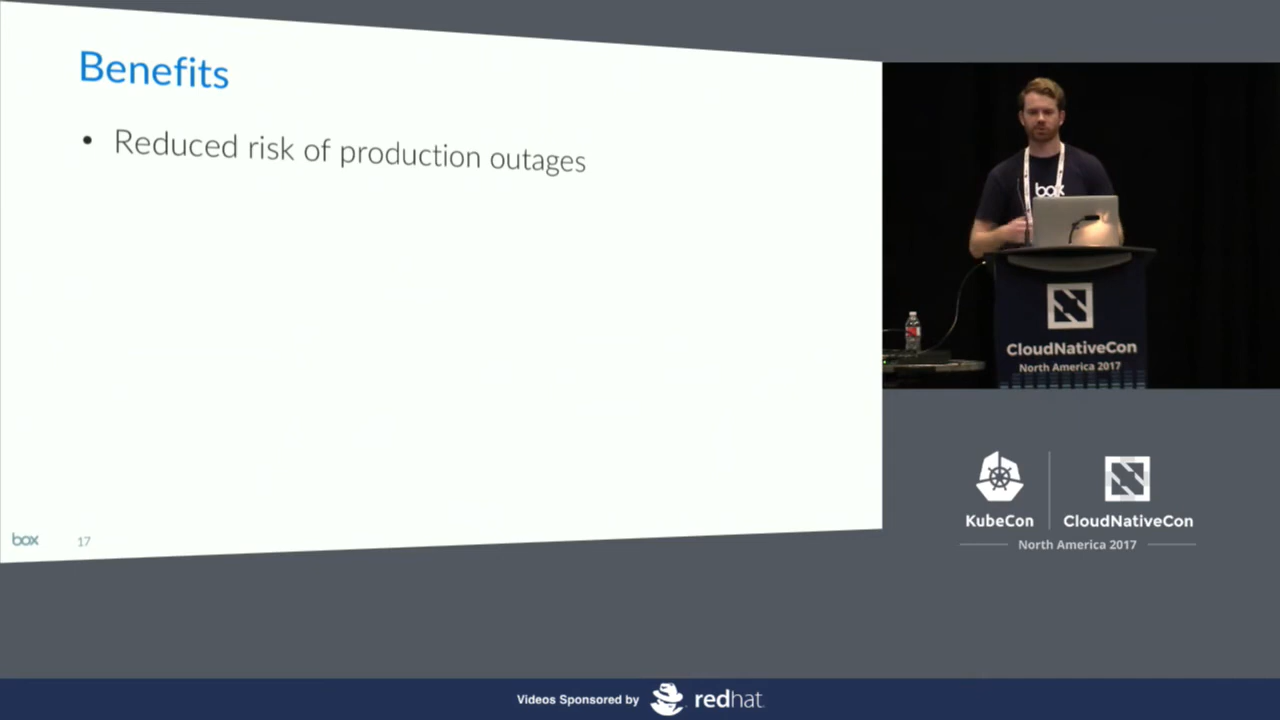 Benefits
• Reduced risk of production outages
box
17
box
CloudNativeCon
North America 2017
KubeCon
CloudNativeCon
North America 2017
Videos Sponsored by
redhat